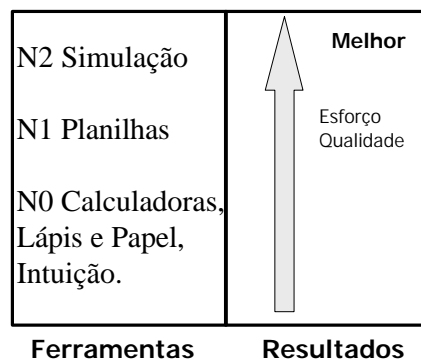 N2 Simulação
N1 Planilhas
N0 Calculadoras,
Lápis e Papel,
Intuição.
Melhor
Esforço
Qualidade
Ferramentas
Resultados